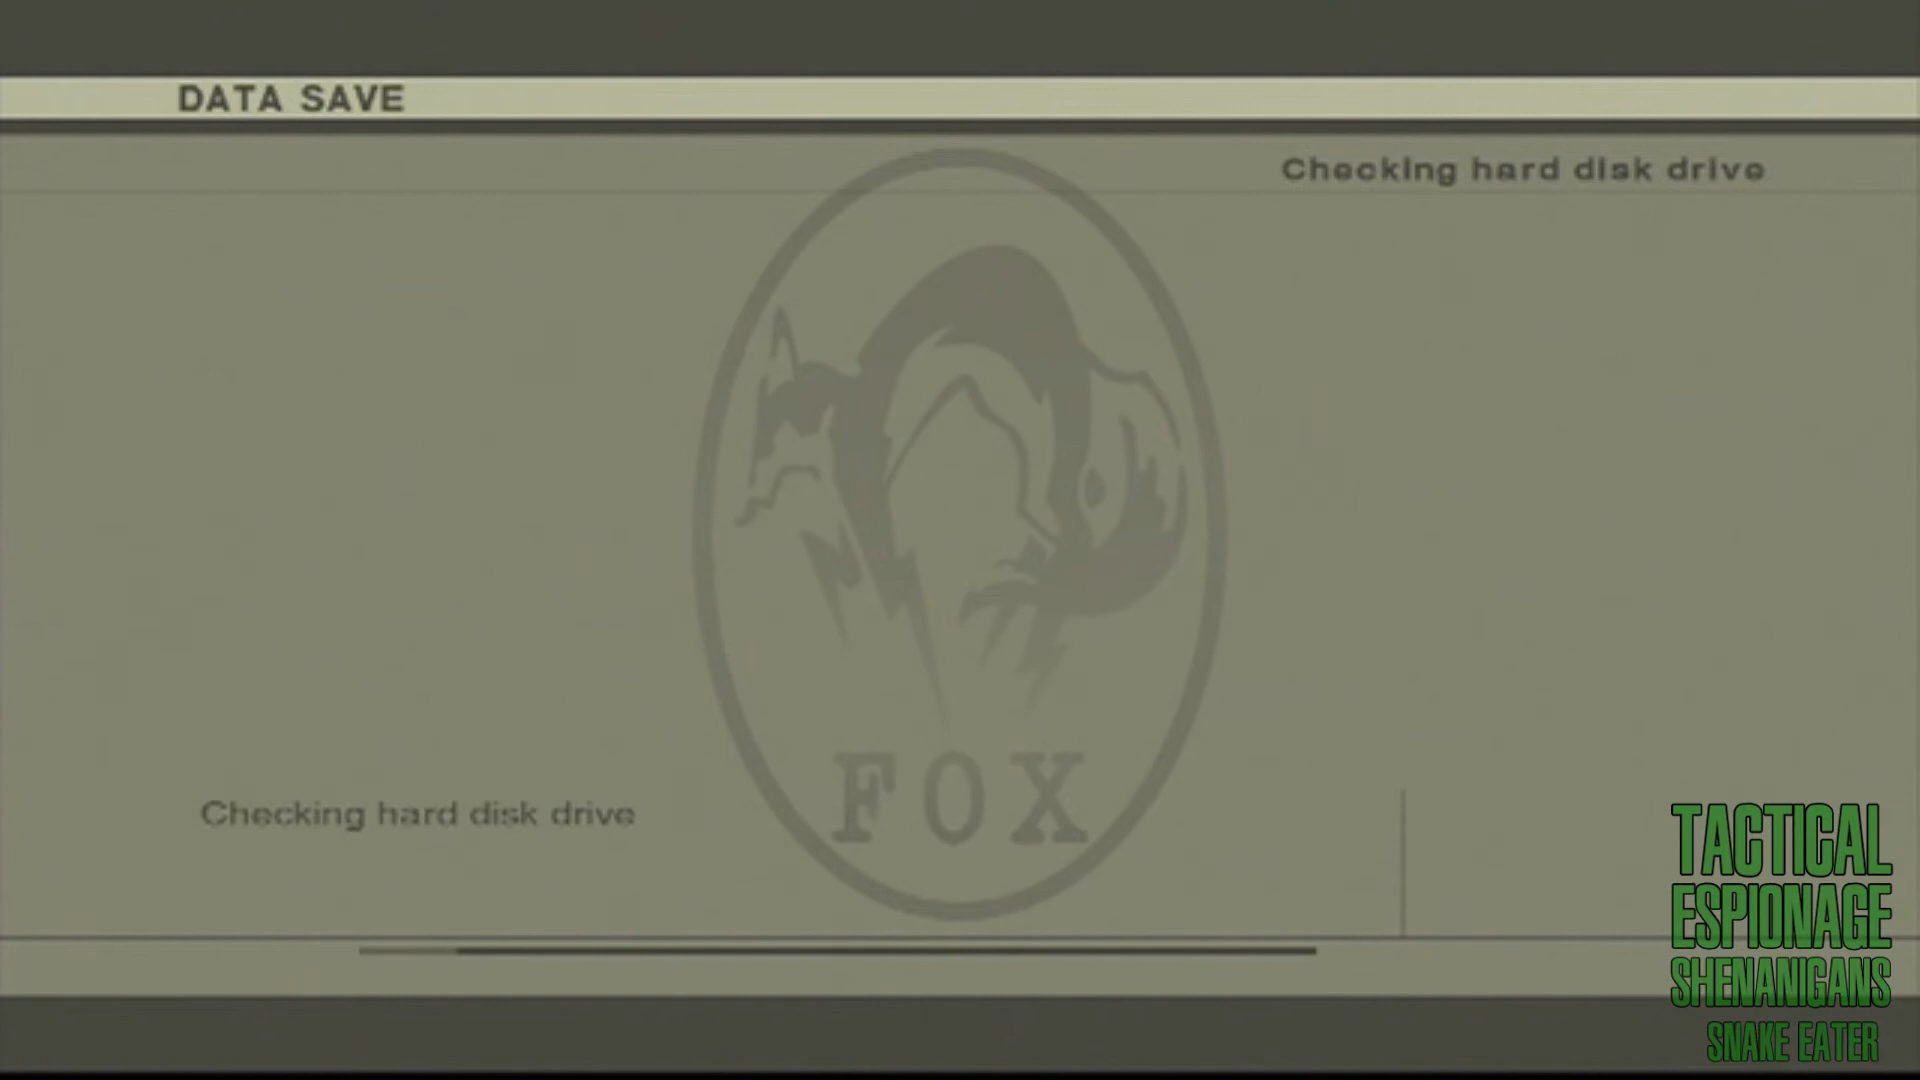 DATA SAVE
Checking hard disk drive
FOX
Checking hard disk drive
TACTICAL
ESPIONAGE
SHENANIGANS
SNAKE EATER